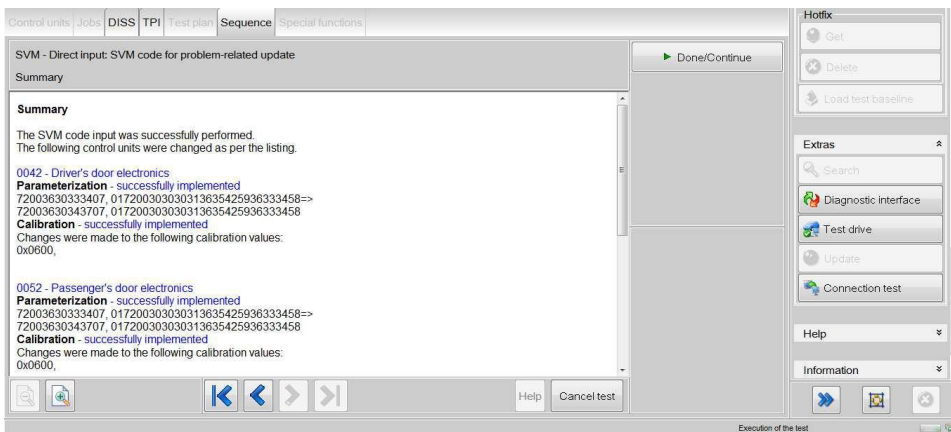 Control units Jobs DISS TPI Test plan Sequence Special functions
SVM - Direct input: SVM code for problem-related update
Summary
Summary
The SVM code input was successfully performed.
The following control units were changed as per the listing.
0042 - Driver's door electronics
Parameterization - successfully implemented
72003630333407, 017200303030313635425936333458=>
72003630343707, 017200303030313635425936333458
Calibration - successfully implemented
Changes were made to the following calibration values:
0x0600,
0052 - Passenger's door electronics
Parameterization - successfully implemented
72003630333407, 017200303030313635425936333458=>
72003630343707, 017200303030313635425936333458
Calibration - successfully implemented
Changes were made to the following calibration values:
0x0600,
Help
Cancel test
Done/Continue
Hotfix
Get
Delete
Load test baseline
Extras
Search
Diagnostic interface
Test drive
Update
Connection test
Help
Information
Execution of the test